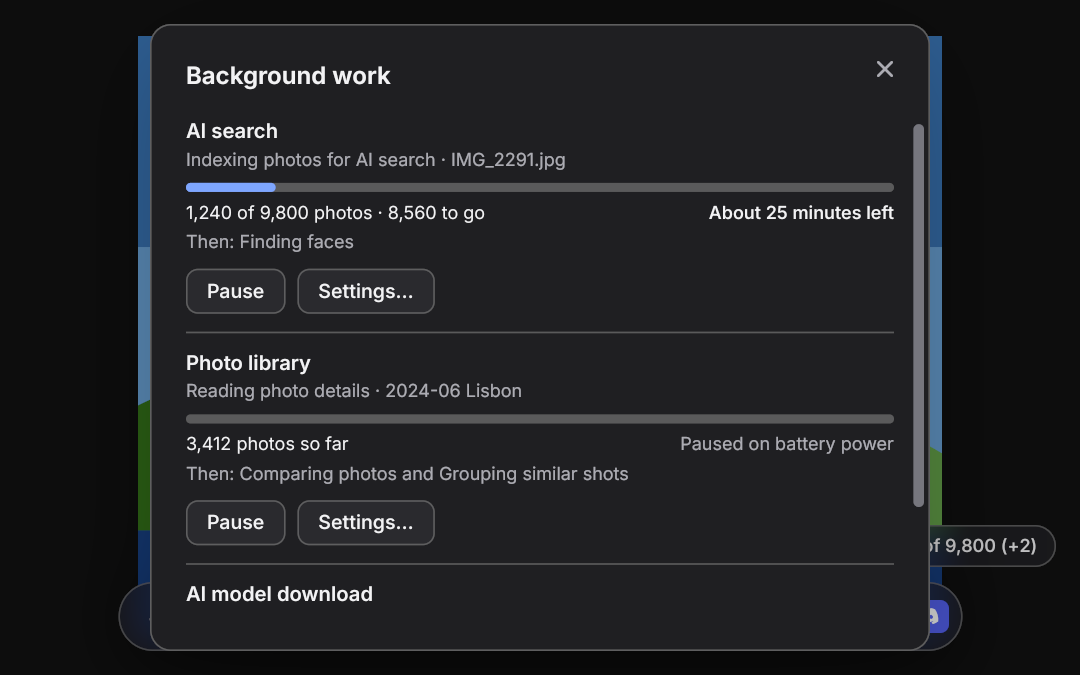 Background work
AI search
Indexing photos for AI search · IMG_2291.jpg
1,240 of 9,800 photos · 8,560 to go
About 25 minutes left
Then: Finding faces
Pause
Settings...
Photo library
Reading photo details · 2024-06 Lisbon
3,412 photos so far
Paused on battery power
Then: Comparing photos and Grouping similar shots
Pause
Settings...
of 9,800 (+2)
AI model download